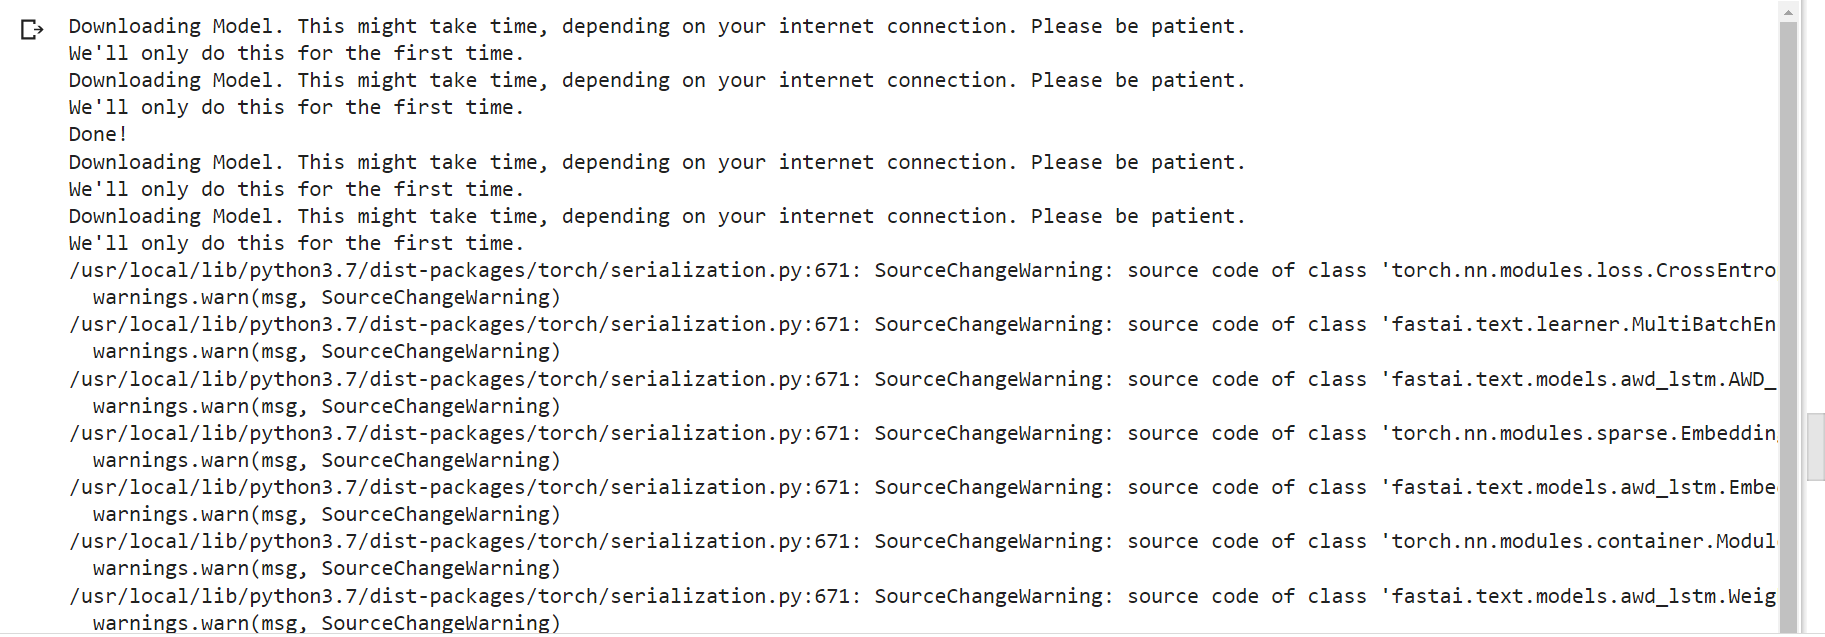 Downloading Model. This might take time, depending on your internet connection. Please be patient.
We'll only do this for the first time.
Downloading Model. This might take time, depending on your internet connection. Please be patient.
We'll only do this for the first time.
Done!
Downloading Model. This might take time, depending on your internet connection. Please be patient.
We'll only do this for the first time.
Downloading Model. This might take time, depending on your internet connection. Please be patient.
We'll only do this for the first time.
/usr/local/lib/python3.7/dist-packages/torch/serialization.py:671: SourceChangeWarning: source code of class 'torch.nn.modules.loss.CrossEntro
  warnings.warn(msg, SourceChangeWarning)
/usr/local/lib/python3.7/dist-packages/torch/serialization.py:671: SourceChangeWarning: source code of class 'fastai.text.learner.MultiBatchEn
  warnings.warn(msg, SourceChangeWarning)
/usr/local/lib/python3.7/dist-packages/torch/serialization.py:671: SourceChangeWarning: source code of class 'fastai.text.models.awd_lstm.AWD_
  warnings.warn(msg, SourceChangeWarning)
/usr/local/lib/python3.7/dist-packages/torch/serialization.py:671: SourceChangeWarning: source code of class 'torch.nn.modules.sparse.Embeddin
  warnings.warn(msg, SourceChangeWarning)
/usr/local/lib/python3.7/dist-packages/torch/serialization.py:671: SourceChangeWarning: source code of class 'fastai.text.models.awd_lstm.Embe
  warnings.warn(msg, SourceChangeWarning)
/usr/local/lib/python3.7/dist-packages/torch/serialization.py:671: SourceChangeWarning: source code of class 'torch.nn.modules.container.Modul
  warnings.warn(msg, SourceChangeWarning)
/usr/local/lib/python3.7/dist-packages/torch/serialization.py:671: SourceChangeWarning: source code of class 'fastai.text.models.awd_lstm.Weig
  warnings.warn(msg, SourceChangeWarning)